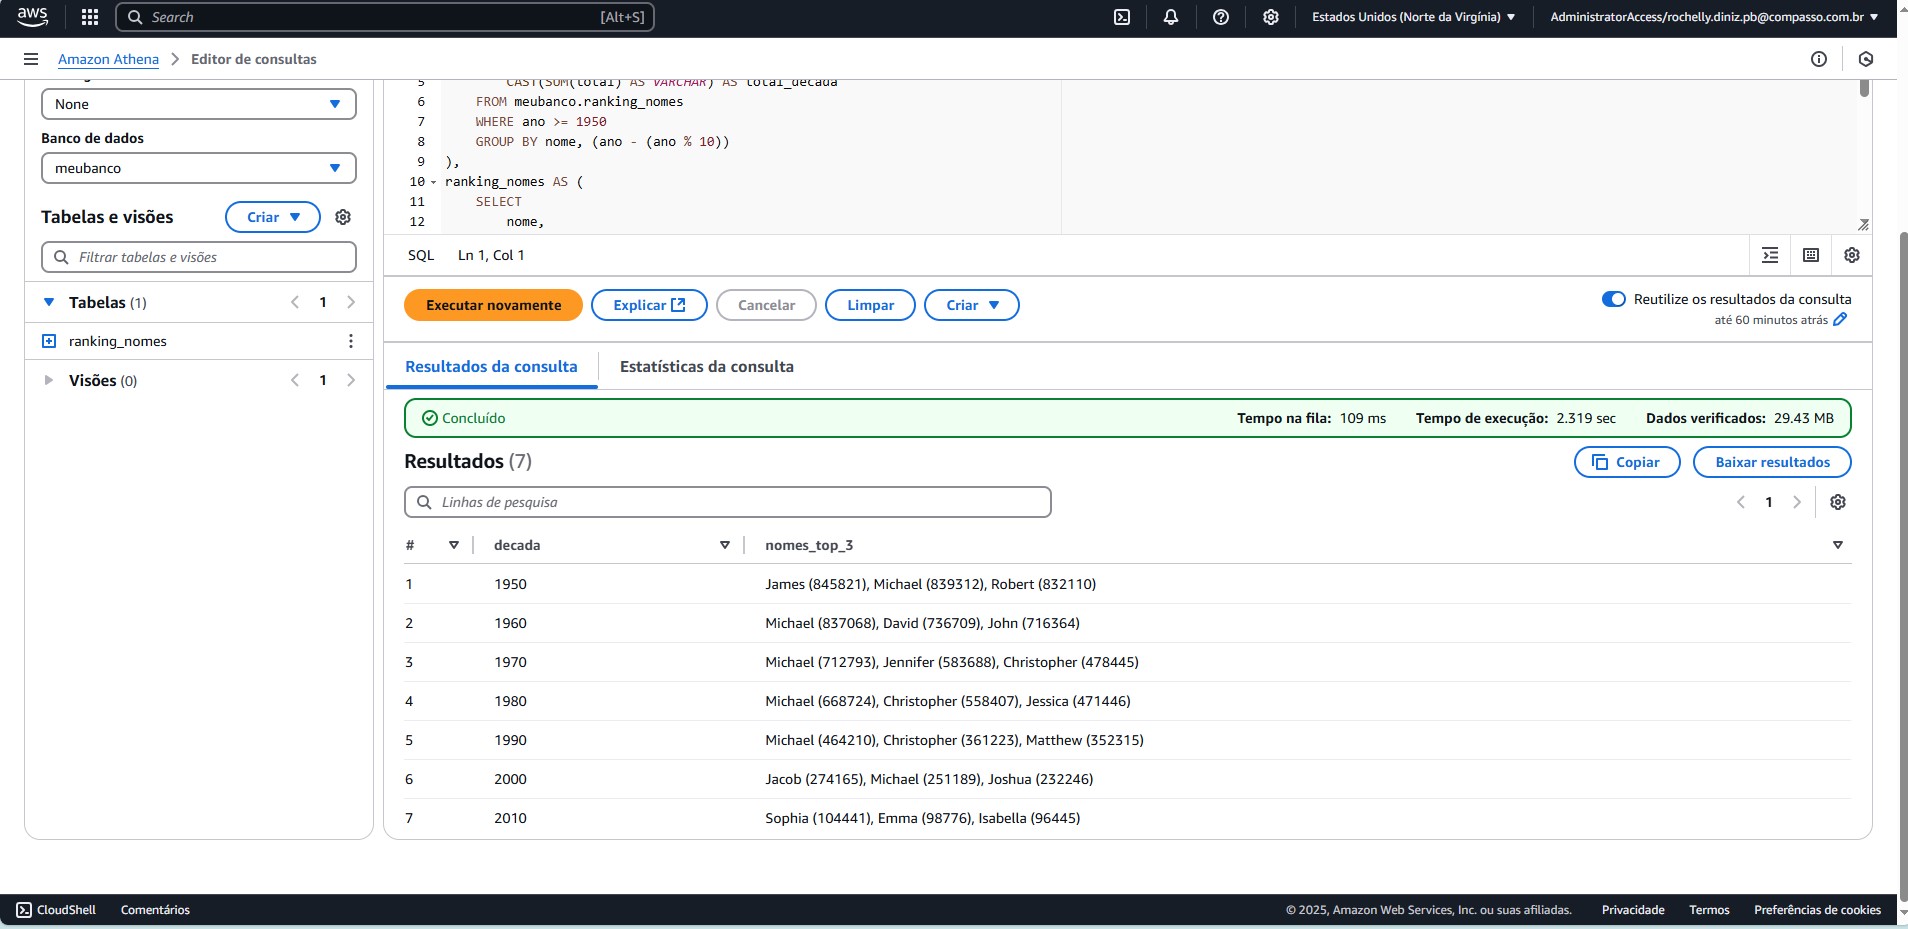 aws Search [Alt+S] Estados Unidos (Norte da Virgínia) AdministratorAccess/rochelly.diniz.pb@compasso.com.br
Amazon Athena > Editor de consultas
None
Banco de dados
meubanco
Tabelas e visões Criar
Filtrar tabelas e visões
Tabelas (1) < 1 >
ranking_nomes
Visões (0) < 1 >
5 CAST(SUM(total) AS VARCHAR) AS total_decada
6 FROM meubanco.ranking_nomes
7 WHERE ano >= 1950
8 GROUP BY nome, (ano - (ano % 10))
9 ),
10 ranking_nomes AS (
11 SELECT
12 nome,
SQL Ln 1, Col 1
Executar novamente Explicar Cancelar Limpar Criar Reutilize os resultados da consulta
até 60 minutos atrás
Resultados da consulta Estatísticas da consulta
Concluído Tempo na fila: 109 ms Tempo de execução: 2.319 sec Dados verificados: 29.43 MB
Resultados (7) Copiar Baixar resultados
Linhas de pesquisa < 1 >
# decada nomes_top_3
1 1950 James (845821), Michael (839312), Robert (832110)
2 1960 Michael (837068), David (736709), John (716364)
3 1970 Michael (712793), Jennifer (583688), Christopher (478445)
4 1980 Michael (668724), Christopher (558407), Jessica (471446)
5 1990 Michael (464210), Christopher (361223), Matthew (352315)
6 2000 Jacob (274165), Michael (251189), Joshua (232246)
7 2010 Sophia (104441), Emma (98776), Isabella (96445)
CloudShell Comentários © 2025, Amazon Web Services, Inc. ou suas afiliadas. Privacidade Termos Preferências de cookies